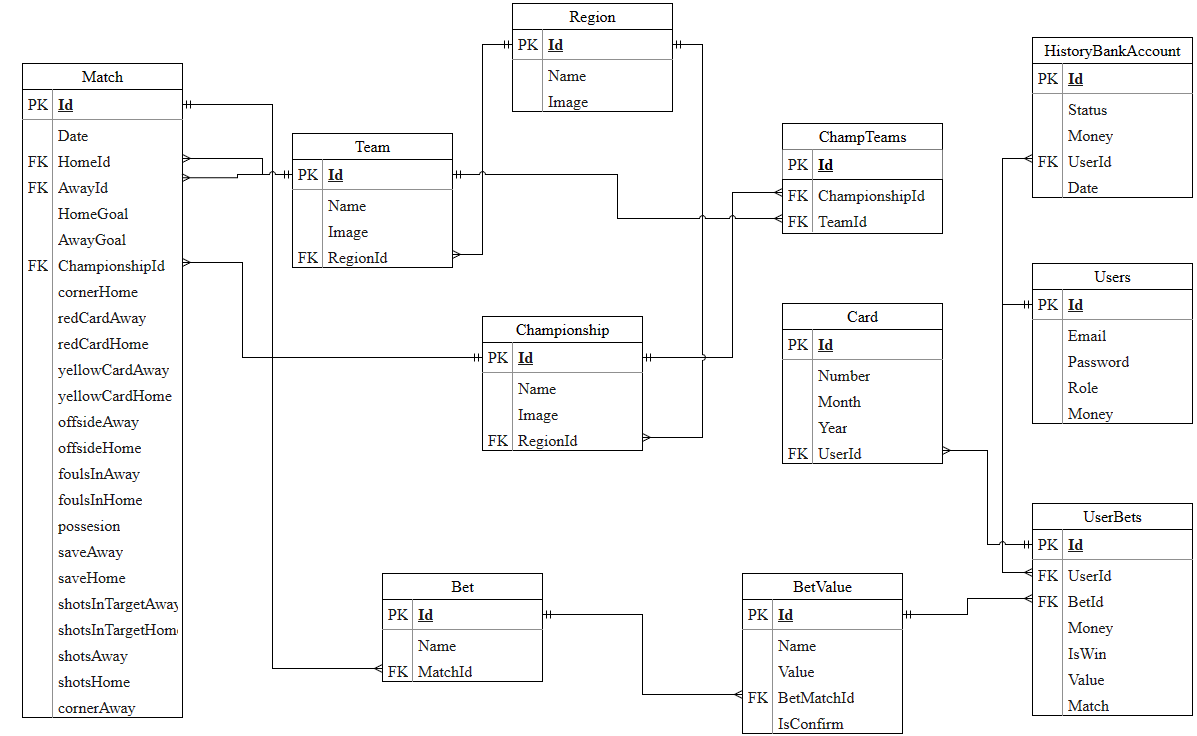 Match
PK Id
Date
FK HomeId
FK AwayId
HomeGoal
AwayGoal
FK ChampionshipId
cornerHome
redCardAway
redCardHome
yellowCardAway
yellowCardHome
offsideAway
offsideHome
foulsInAway
foulsInHome
possesion
saveAway
saveHome
shotsInTargetAway
shotsInTargetHom
shotsAway
shotsHome
cornerAway
Team
PK Id
Name
Image
FK RegionId
Region
PK Id
Name
Image
Championship
PK Id
Name
Image
FK RegionId
ChampTeams
PK Id
FK ChampionshipId
FK TeamId
Card
PK Id
Number
Month
Year
FK UserId
HistoryBankAccount
PK Id
Status
Money
FK UserId
Date
Users
PK Id
Email
Password
Role
Money
Bet
PK Id
Name
FK MatchId
BetValue
PK Id
Name
Value
FK BetMatchId
IsConfirm
UserBets
PK Id
FK UserId
FK BetId
Money
IsWin
Value
Match